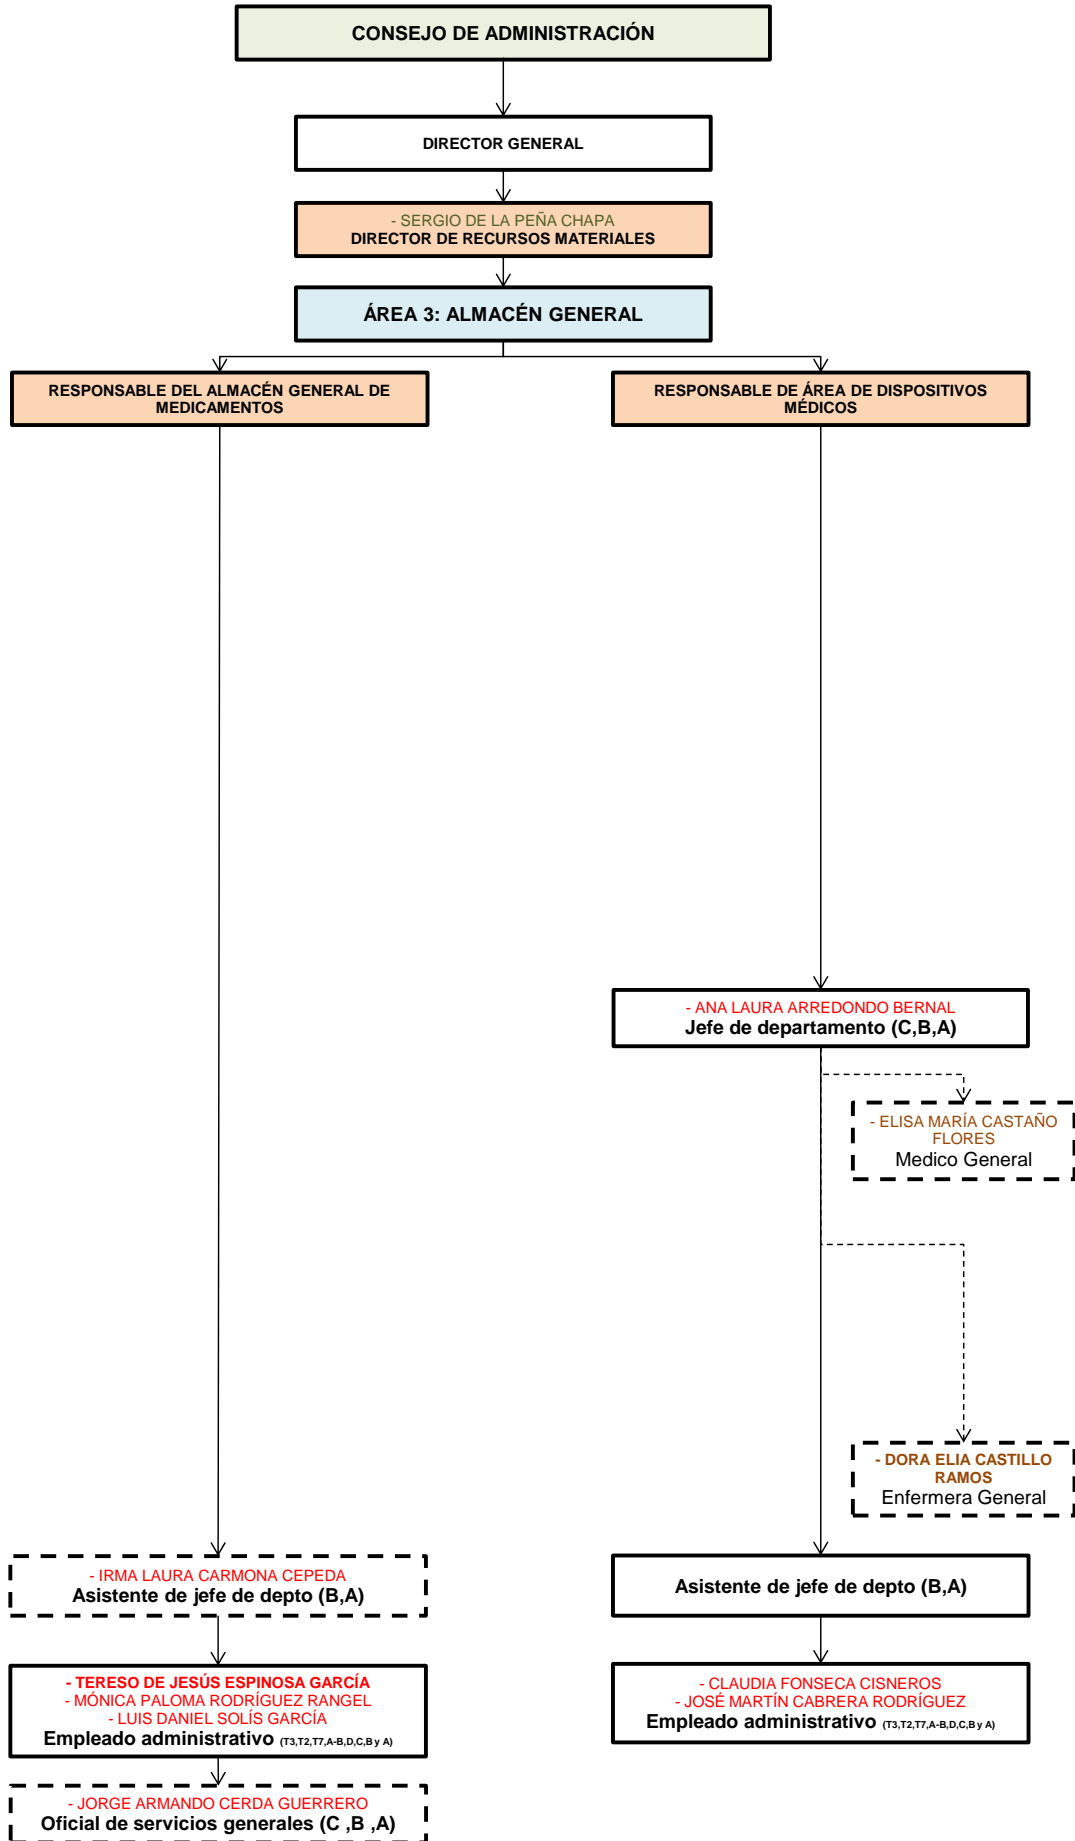 CONSEJO DE ADMINISTRACIÓN
DIRECTOR GENERAL
- SERGIO DE LA PEÑA CHAPA
DIRECTOR DE RECURSOS MATERIALES
ÁREA 3: ALMACÉN GENERAL
RESPONSABLE DEL ALMACÉN GENERAL DE
MEDICAMENTOS
RESPONSABLE DE ÁREA DE DISPOSITIVOS
MÉDICOS
- ANA LAURA ARREDONDO BERNAL
Jefe de departamento (C,B,A)
- ELISA MARÍA CASTAÑO
FLORES
Medico General
- DORA ELIA CASTILLO
RAMOS
Enfermera General
- IRMA LAURA CARMONA CEPEDA
Asistente de jefe de depto (B,A)
Asistente de jefe de depto (B,A)
- TERESO DE JESÚS ESPINOSA GARCÍA
- MÓNICA PALOMA RODRÍGUEZ RANGEL
- LUIS DANIEL SOLÍS GARCÍA
Empleado administrativo (T3,T2,T7,A-B,D,C,B y A)
- CLAUDIA FONSECA CISNEROS
- JOSÉ MARTÍN CABRERA RODRÍGUEZ
Empleado administrativo (T3,T2,T7,A-B,D,C,B y A)
- JORGE ARMANDO CERDA GUERRERO
Oficial de servicios generales (C ,B ,A)